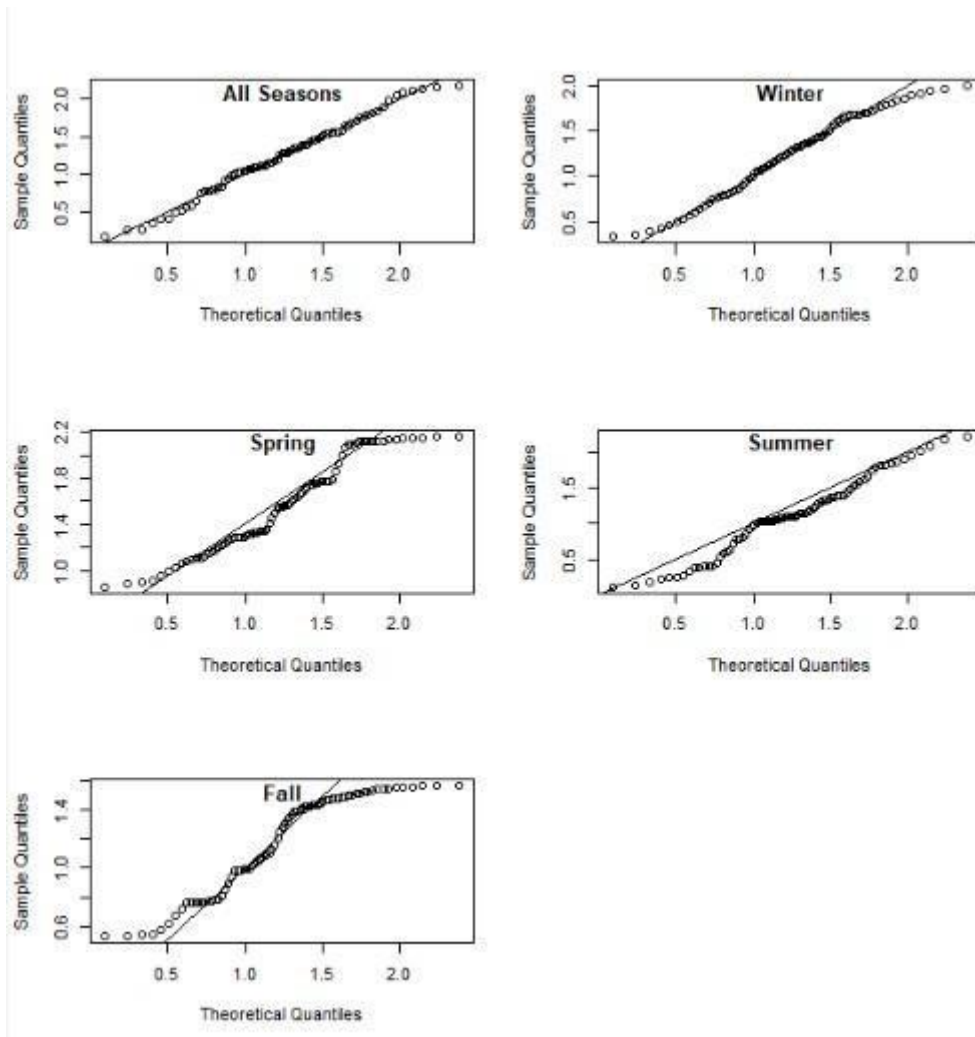 All Seasons
Sample Quantiles
0.5 1.0 1.5 2.0
0.5 1.0 1.5 2.0
Theoretical Quantiles
Winter
Sample Quantiles
0.5 1.0 1.5 2.0
0.5 1.0 1.5 2.0
Theoretical Quantiles
Spring
Sample Quantiles
1.0 1.4 1.8 2.2
0.5 1.0 1.5 2.0
Theoretical Quantiles
Summer
Sample Quantiles
0.5 1.5
0.5 1.0 1.5 2.0
Theoretical Quantiles
Fall
Sample Quantiles
0.6 1.0 1.4
0.5 1.0 1.5 2.0
Theoretical Quantiles